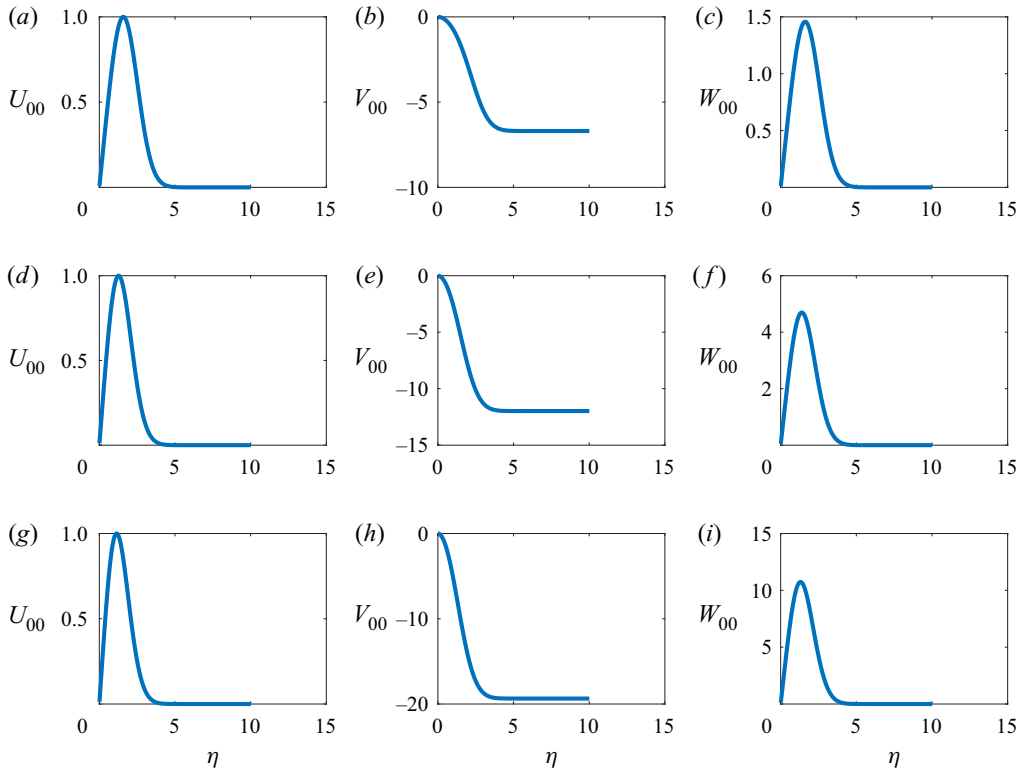 (a) (b) (c)
1.0 0 1.5
U00 0.5 V00 −5 W00 1.0
0.5
−10
0 5 10 15 0 5 10 15 0 5 10 15
(d) (e) (f)
1.0 0 6
U00 0.5 V00 −5 W00 4
−10 2
−15
0 5 10 15 0 5 10 15 0 5 10 15
(g) (h) (i)
1.0 0 15
U00 0.5 V00 −10 W00 10
5
−20
0 5 10 15 0 5 10 15 0 5 10 15
η η η